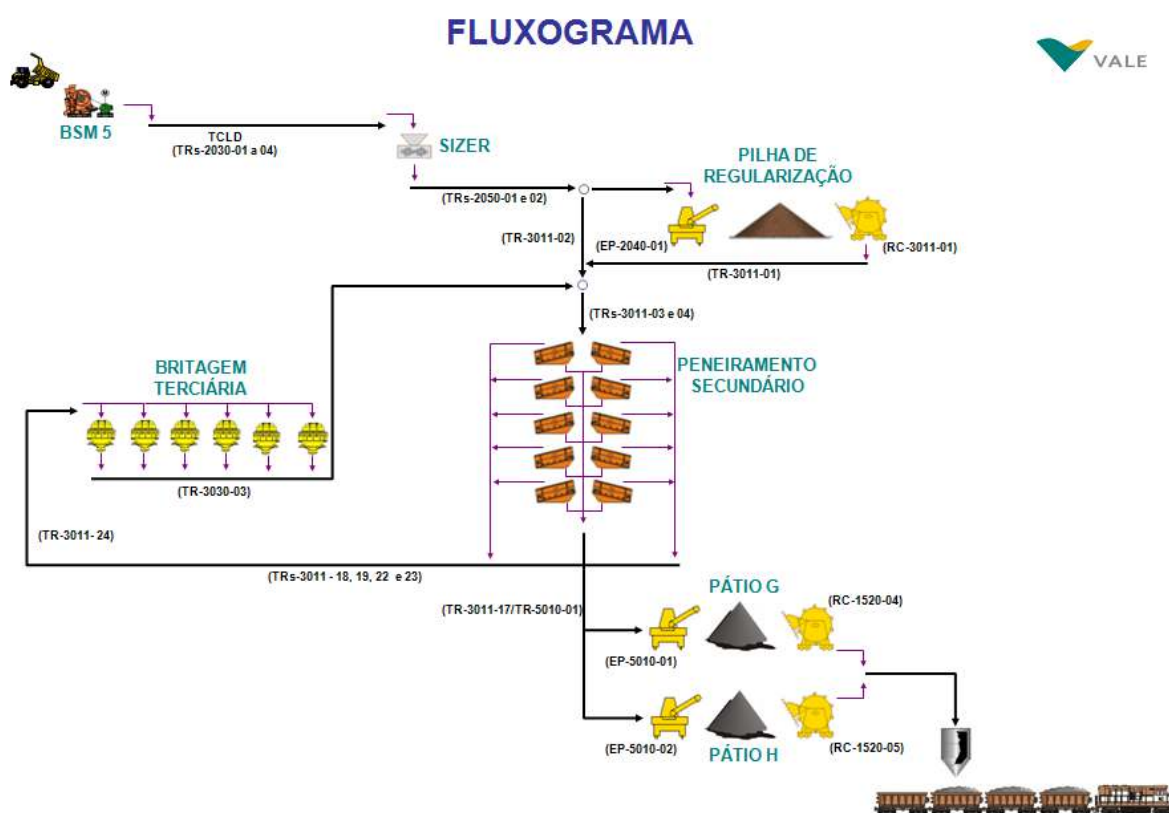 FLUXOGRAMA
VALE
BSM 5
TCLD
(TRs-2030-01 a 04)
SIZER
PILHA DE
REGULARIZAÇÃO
(TRs-2050-01 e 02)
(TR-3011-02)
(EP-2040-01)
(RC-3011-01)
(TR-3011-01)
(TRs-3011-03 e 04)
BRITAGEM
TERCIÁRIA
PENEIRAMENTO
SECUNDÁRIO
(TR-3030-03)
(TR-3011- 24)
(TRs-3011 - 18, 19, 22 e 23)
(TR-3011-17/TR-5010-01)
PÁTIO G
(RC-1520-04)
(EP-5010-01)
(EP-5010-02)
PÁTIO H
(RC-1520-05)